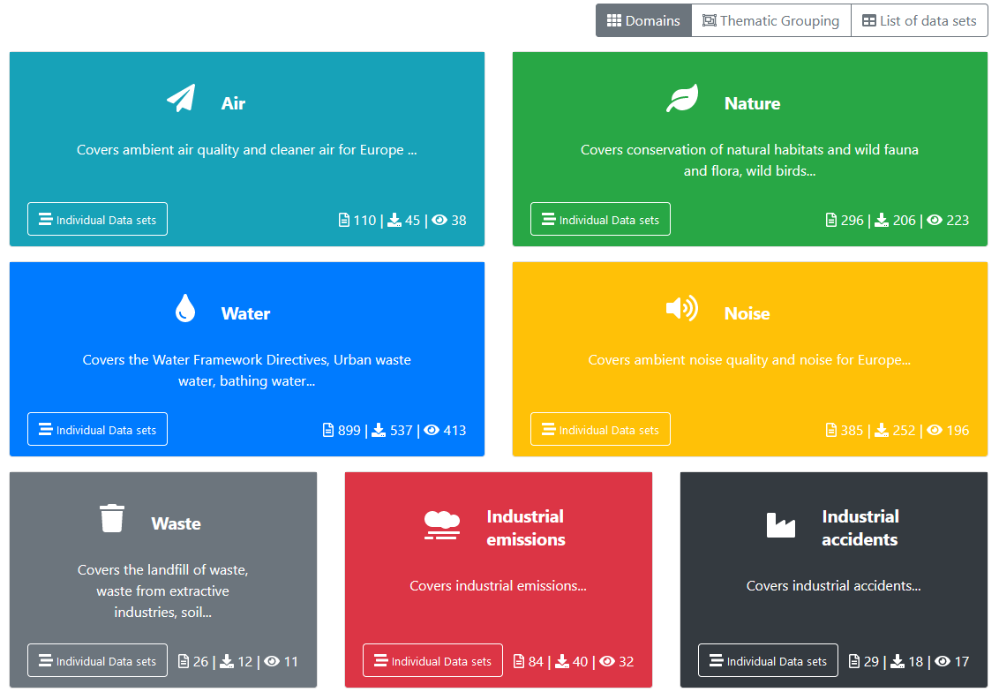 Domains
Thematic Grouping
List of data sets
Air
Covers ambient air quality and cleaner air for Europe ...
Individual Data sets
110 | 45 | 38
Nature
Covers conservation of natural habitats and wild fauna
and flora, wild birds...
Individual Data sets
296 | 206 | 223
Water
Covers the Water Framework Directives, Urban waste
water, bathing water...
Individual Data sets
899 | 537 | 413
Noise
Covers ambient noise quality and noise for Europe...
Individual Data sets
385 | 252 | 196
Waste
Covers the landfill of waste,
waste from extractive
industries, soil...
Individual Data sets
26 | 12 | 11
Industrial
emissions
Covers industrial emissions...
Individual Data sets
84 | 40 | 32
Industrial
accidents
Covers industrial accidents...
Individual Data sets
29 | 18 | 17